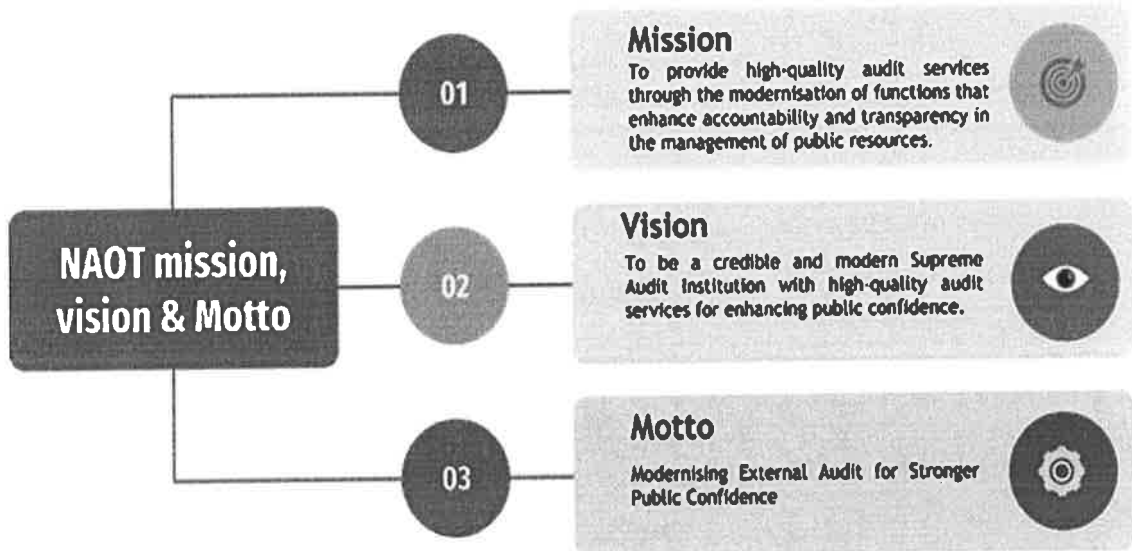 01
Mission
To provide high-quality audit services
through the modernisation of functions that
enhance accountability and transparency in
the management of public resources.
NAOT mission,
vision & Motto
02
Vision
To be a credible and modern Supreme
Audit Institution with high-quality audit
services for enhancing public confidence.
03
Motto
Modernising External Audit for Stronger
Public Confidence